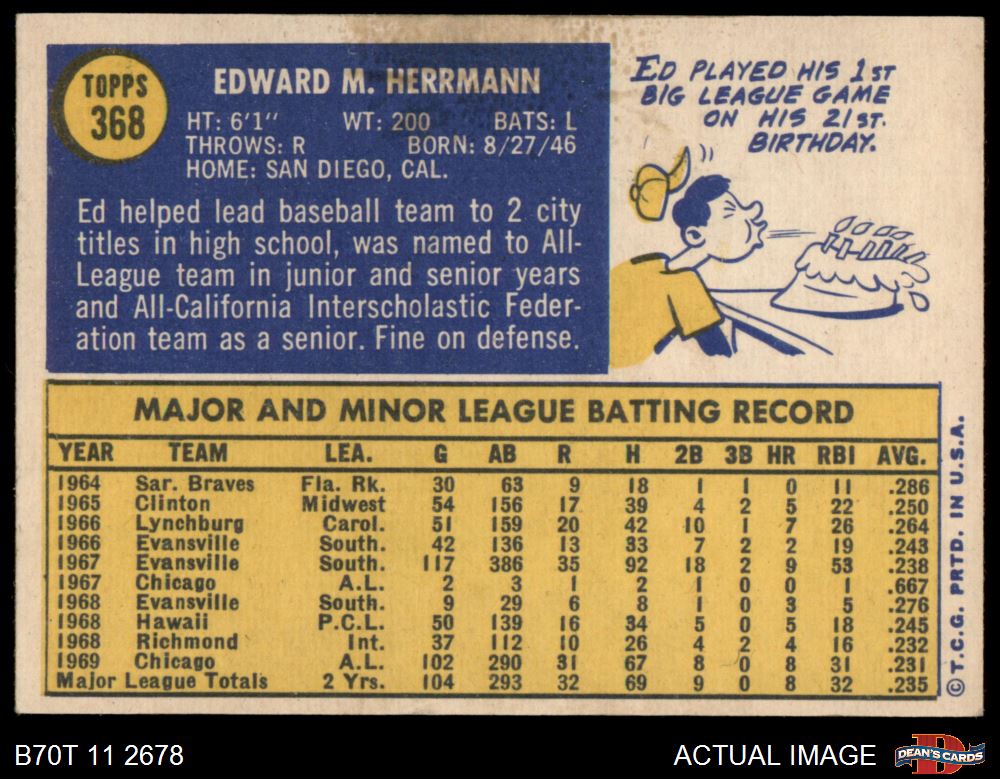 TOPPS
368
EDWARD M. HERRMANN
HT: 6'1" WT: 200 BATS: L
THROWS: R BORN: 8/27/46
HOME: SAN DIEGO, CAL.
Ed helped lead baseball team to 2 city
titles in high school, was named to All-
League team in junior and senior years
and All-California Interscholastic Feder-
ation team as a senior. Fine on defense.
ED PLAYED HIS 1ST
BIG LEAGUE GAME
ON HIS 21ST.
BIRTHDAY.
MAJOR AND MINOR LEAGUE BATTING RECORD
YEAR TEAM LEA. G AB R H 2B 3B HR RBI AVG.
1964 Sar. Braves Fla. Rk. 30 63 9 18 1 1 0 11 .286
1965 Clinton Midwest 54 156 17 39 4 2 5 22 .250
1966 Lynchburg Carol. 51 159 20 42 10 1 7 26 .264
1966 Evansville South. 42 136 13 33 7 2 2 19 .243
1967 Evansville South. 117 386 35 92 18 2 9 53 .238
1967 Chicago A.L. 2 3 1 2 1 0 0 1 .667
1968 Evansville South. 9 29 6 8 1 0 3 5 .276
1968 Hawaii P.C.L. 50 139 16 34 5 0 5 18 .245
1968 Richmond Int. 37 112 10 26 4 2 4 16 .232
1969 Chicago A.L. 102 290 31 67 8 0 8 31 .231
Major League Totals 2 Yrs. 104 293 32 69 9 0 8 32 .235
© T.C.G. PRTD. IN U.S.A.
B70T 11 2678
ACTUAL IMAGE
D
DEAN'S CARDS